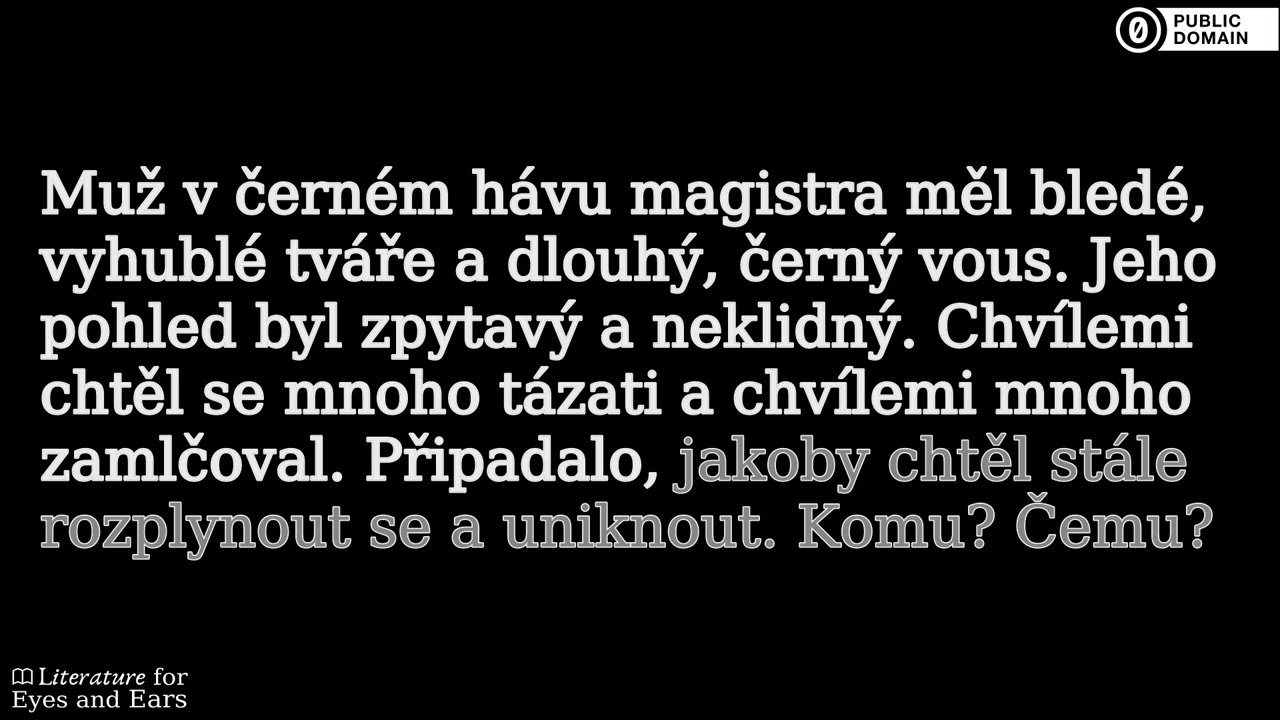 PUBLIC
DOMAIN
Muž v černém hávu magistra měl bledé,
vyhublé tváře a dlouhý, černý vous. Jeho
pohled byl zpytavý a neklidný. Chvílemi
chtěl se mnoho tázati a chvílemi mnoho
zamlčoval. Připadalo, jakoby chtěl stále
rozplynout se a uniknout. Komu? Čemu?
Literature for
Eyes and Ears